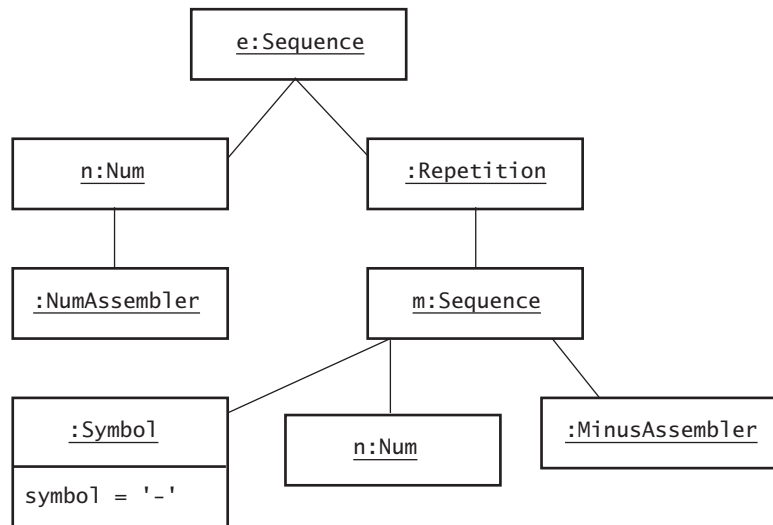 e:Sequence
n:Num
:Repetition
:NumAssembler
m:Sequence
:Symbol
symbol = '-'
n:Num
:MinusAssembler